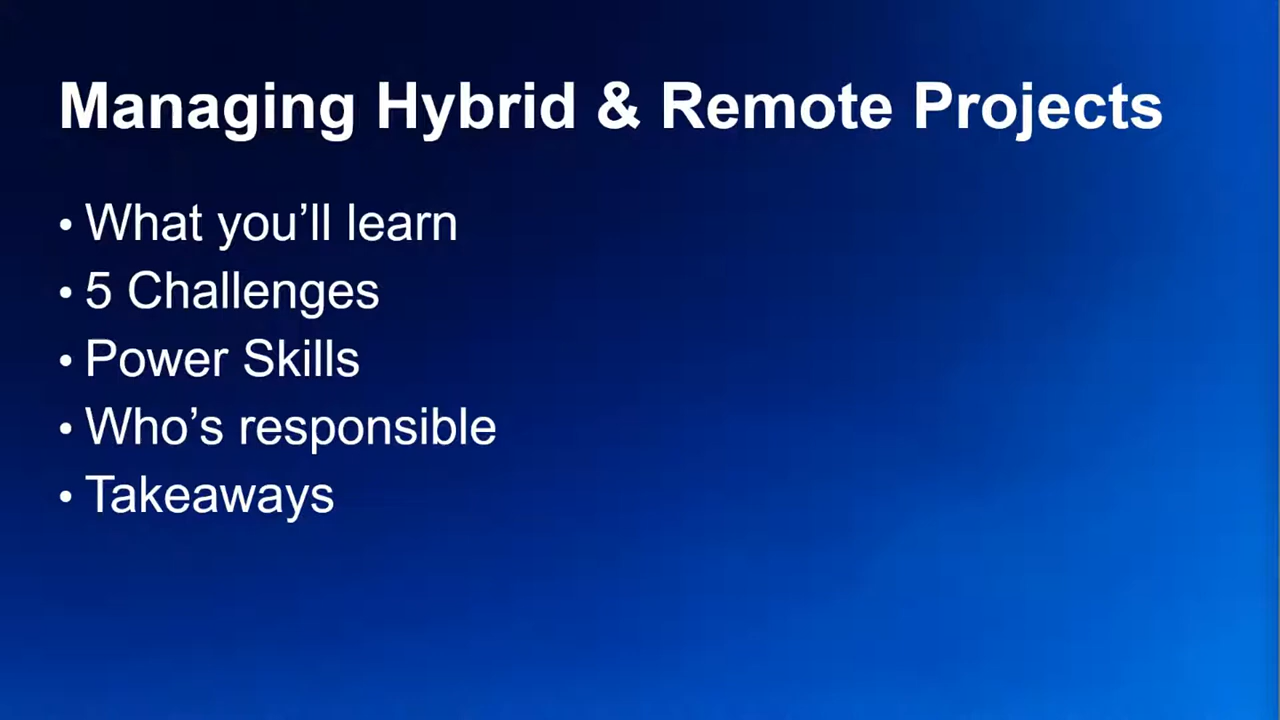 Managing Hybrid & Remote Projects
• What you’ll learn
• 5 Challenges
• Power Skills
• Who’s responsible
• Takeaways